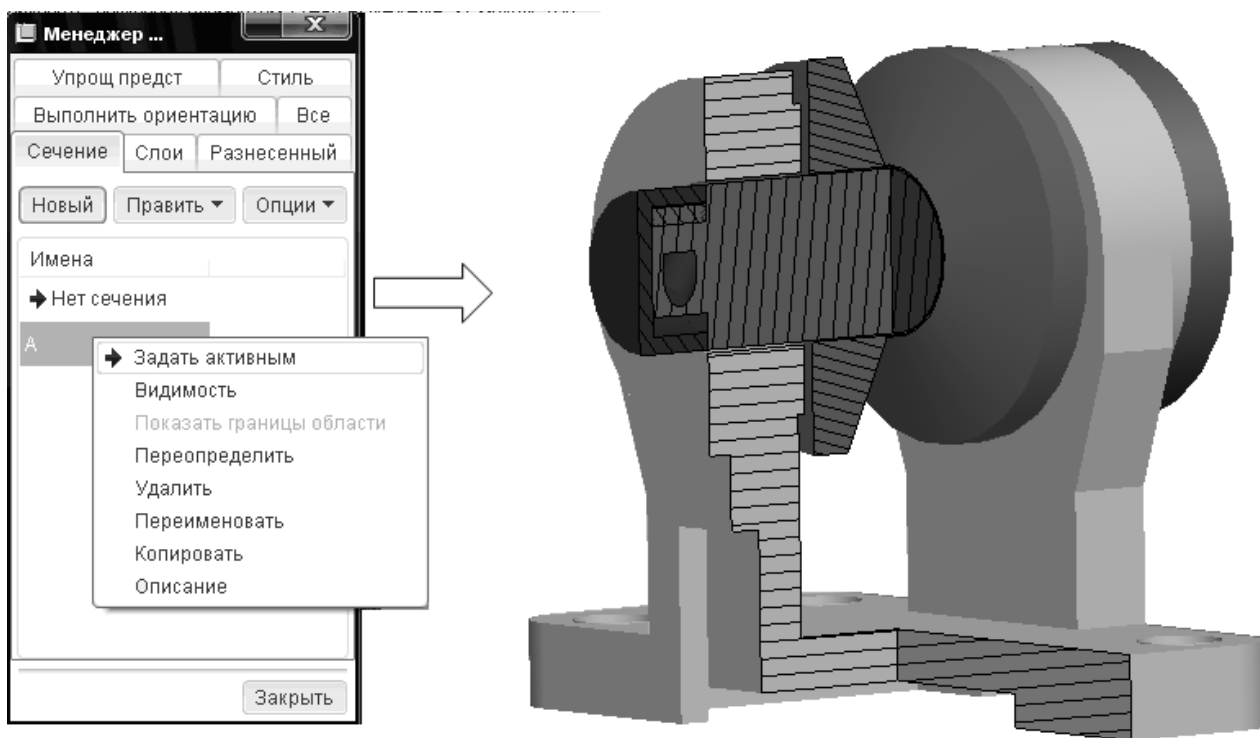 Менеджер ...
Упрощ предст Стиль
Выполнить ориентацию Все
Сечение Слои Разнесенный
Новый Править Опции
Имена
Нет сечения
A
Задать активным
Видимость
Показать границы области
Переопределить
Удалить
Переименовать
Копировать
Описание
Закрыть